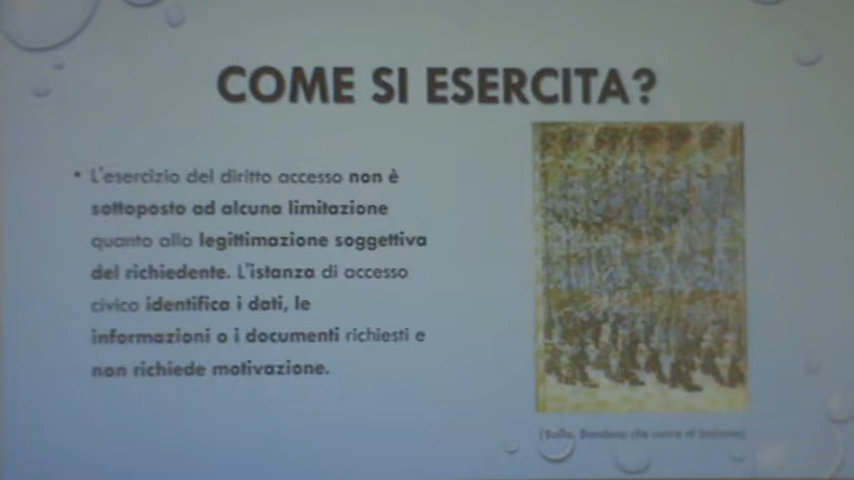 COME SI ESERCITA?
• L'esercizio del diritto accesso non è
sottoposto ad alcuna limitazione
quanto alla legittimazione soggettiva
del richiedente. L'istanza di accesso
civico identifica i dati, le
informazioni o i documenti richiesti e
non richiede motivazione.
(Balla, Bambina che corre al balcone)